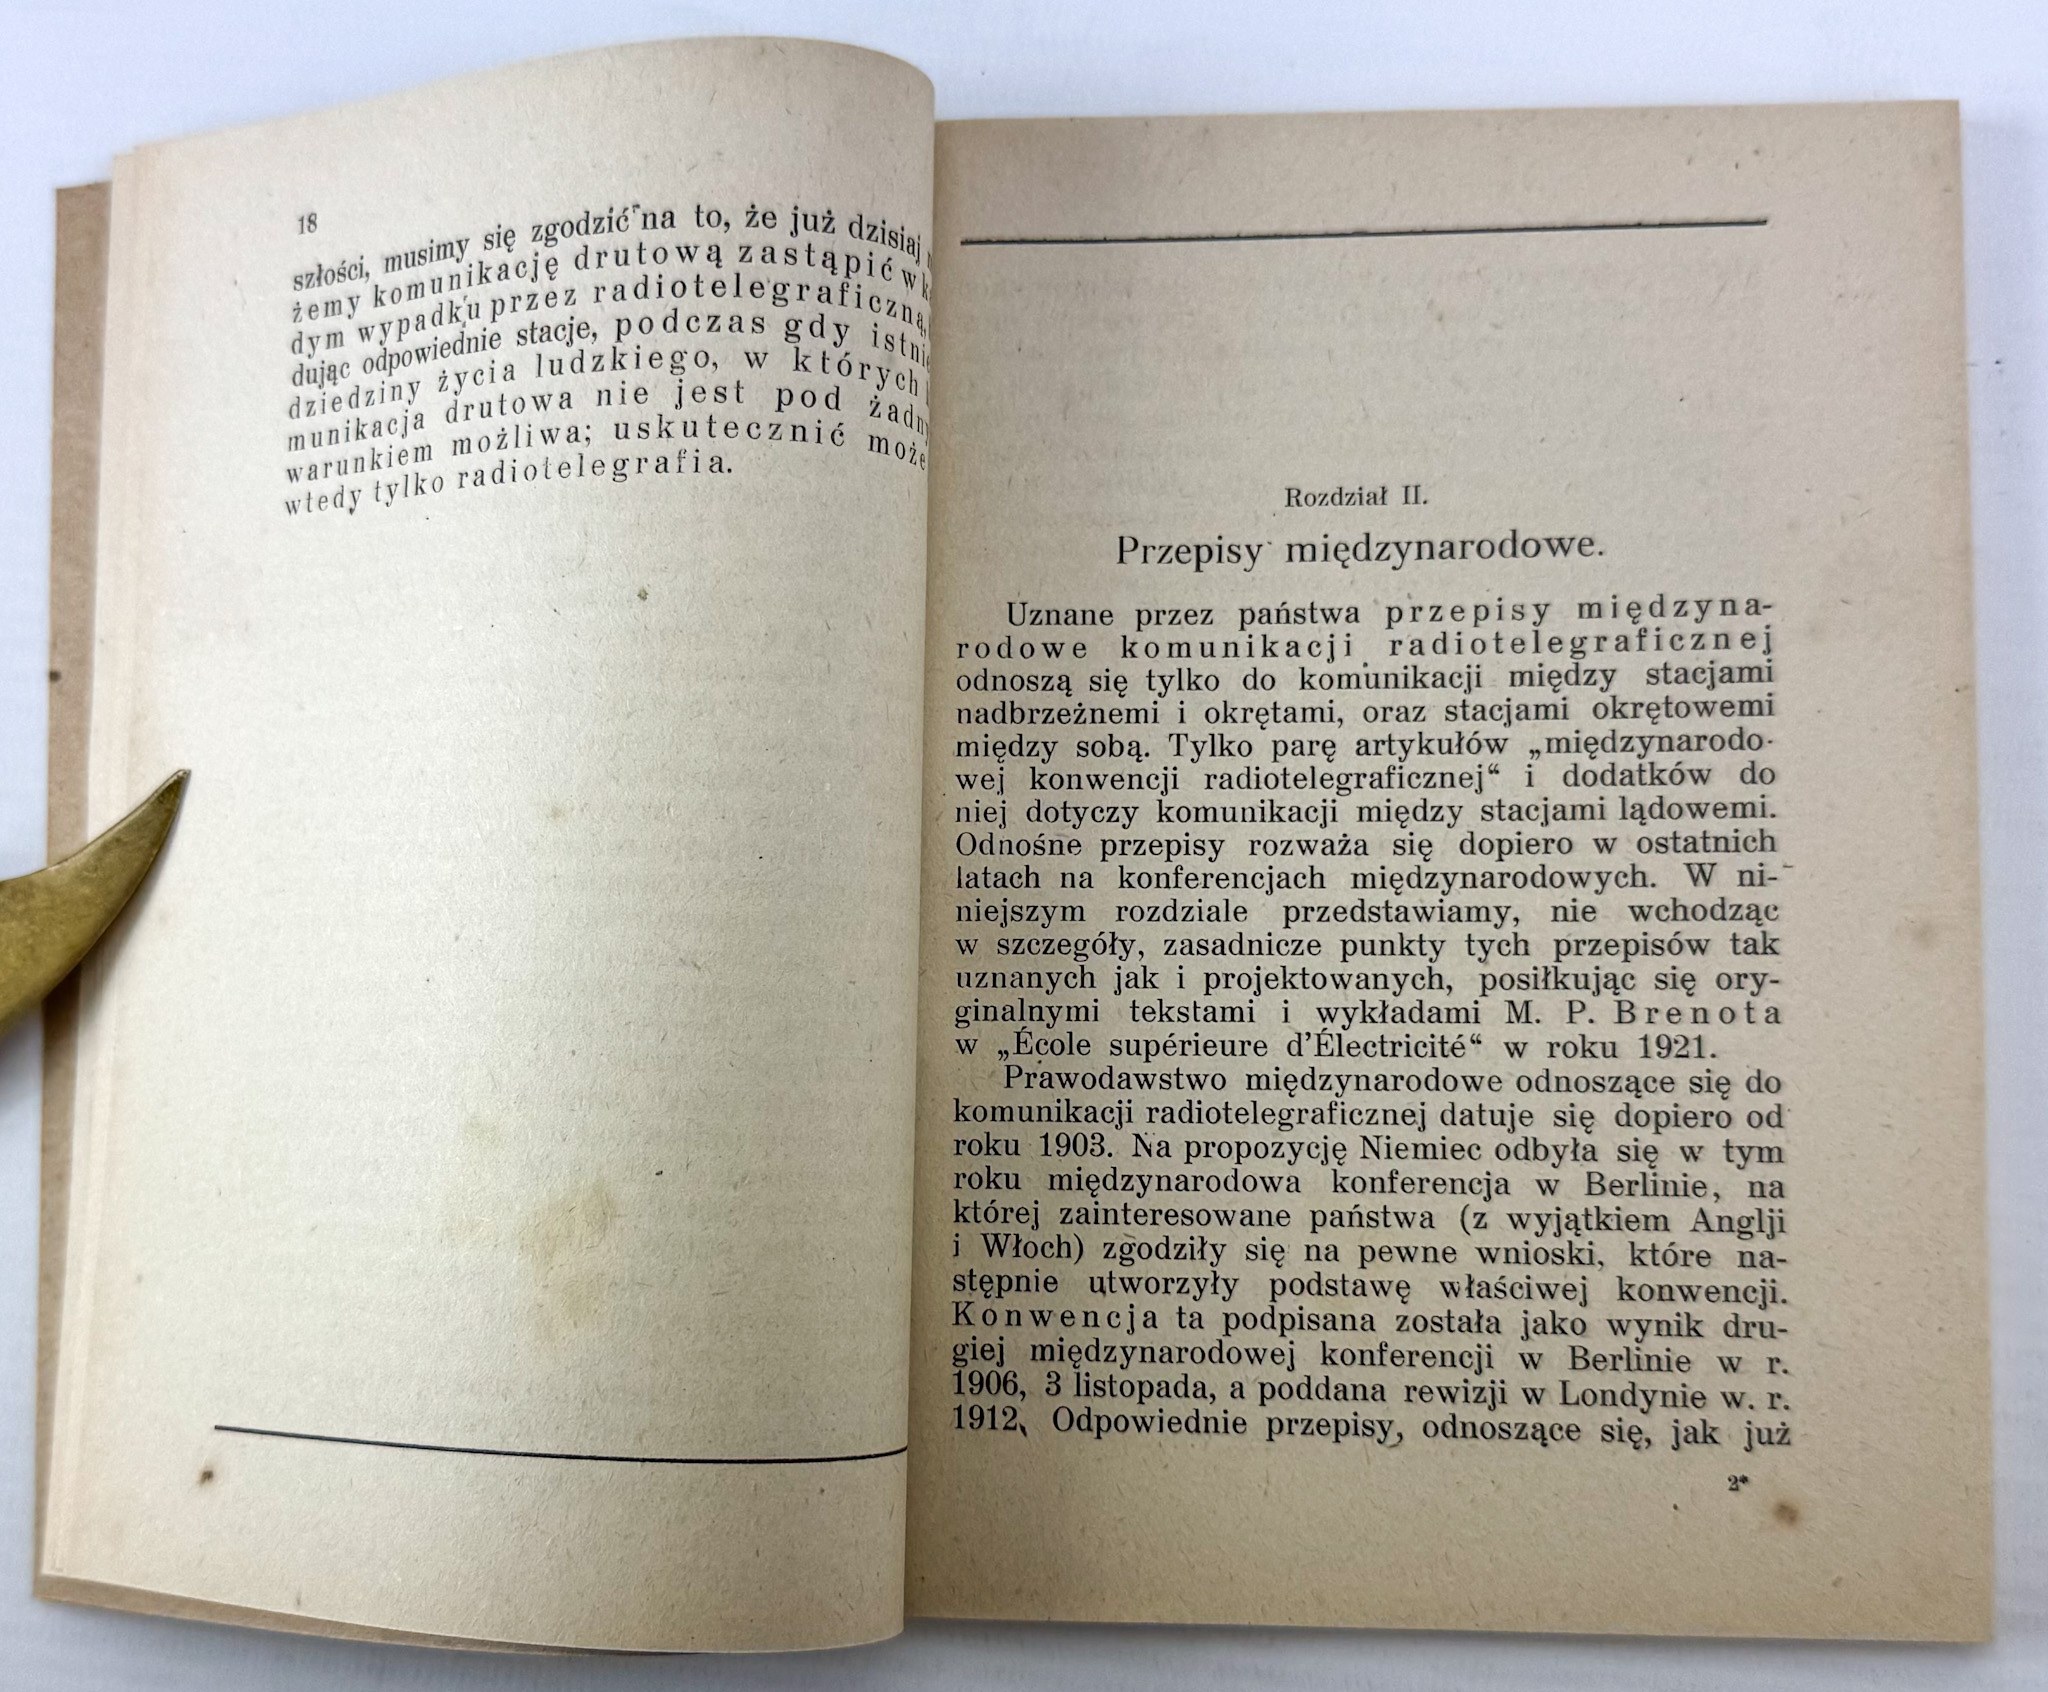 18
szłości, musimy się zgodzić na to, że już dzisiaj
żemy komunikację drutową zastąpić w
dym wypadku przez radiotelegraficzną,
dując odpowiednie stacje, podczas gdy
dziedziny życia ludzkiego, w których
munikacja drutowa nie jest pod
warunkiem możliwa; uskutecznić może
wtedy tylko radiotelegrafia.
Rozdział II.
Przepisy międzynarodowe.
Uznane przez państwa przepisy międzyna-
rodowe komunikacji radiotelegraficznej
odnoszą się tylko do komunikacji między stacjami
nadbrzeżnemi i okrętami, oraz stacjami okrętowemi
między sobą. Tylko parę artykułów „międzynarodo-
wej konwencji radiotelegraficznej“ i dodatków do
niej dotyczy komunikacji między stacjami lądowemi.
Odnośne przepisy rozważa się dopiero w ostatnich
latach na konferencjach międzynarodowych. W ni-
niejszym rozdziale przedstawiamy, nie wchodząc
w szczegóły, zasadnicze punkty tych przepisów tak
uznanych jak i projektowanych, posiłkując się ory-
ginalnymi tekstami i wykładami M. P. Brenota
w „École supérieure d’Électricité“ w roku 1921.
Prawodawstwo międzynarodowe odnoszące się do
komunikacji radiotelegraficznej datuje się dopiero od
roku 1903. Na propozycję Niemiec odbyła się w tym
roku międzynarodowa konferencja w Berlinie, na
której zainteresowane państwa (z wyjątkiem Anglji
i Włoch) zgodziły się na pewne wnioski, które na-
stępnie utworzyły podstawę właściwej konwencji.
Konwencja ta podpisana została jako wynik dru-
giej międzynarodowej konferencji w Berlinie w r.
1906, 3 listopada, a poddana rewizji w Londynie w. r.
1912, Odpowiednie przepisy, odnoszące się, jak już
2*